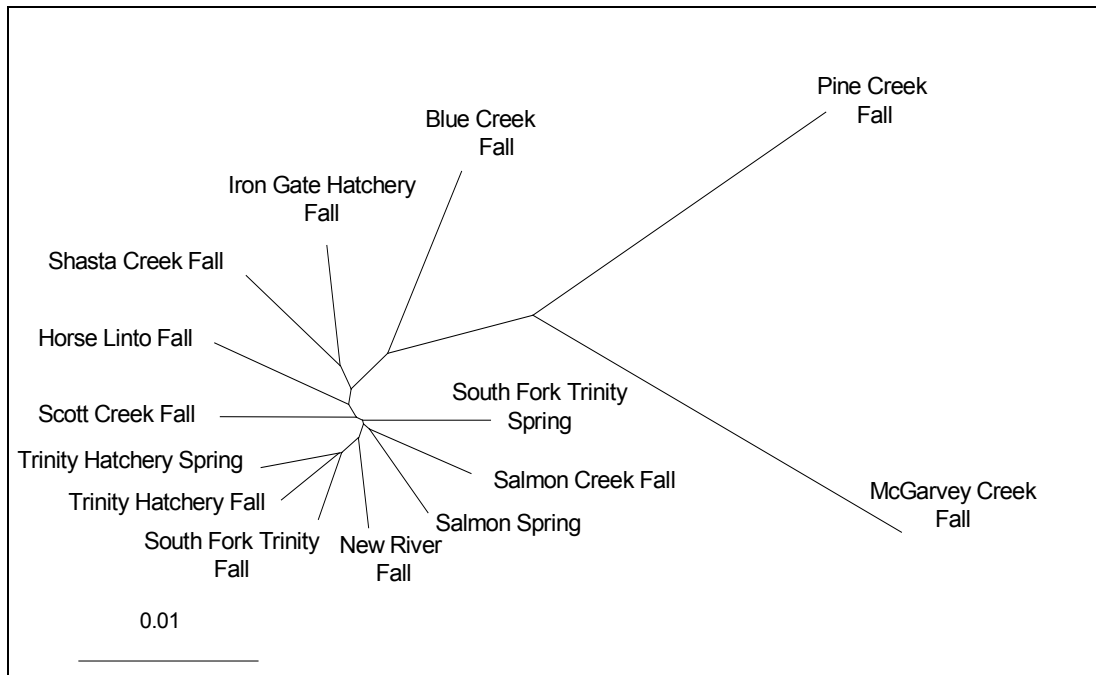 Pine Creek
Fall
Blue Creek
Fall
Iron Gate Hatchery
Fall
Shasta Creek Fall
Horse Linto Fall
South Fork Trinity
Spring
Scott Creek Fall
Trinity Hatchery Spring
Salmon Creek Fall
Trinity Hatchery Fall
McGarvey Creek
Fall
Salmon Spring
South Fork Trinity
Fall
New River
Fall
0.01